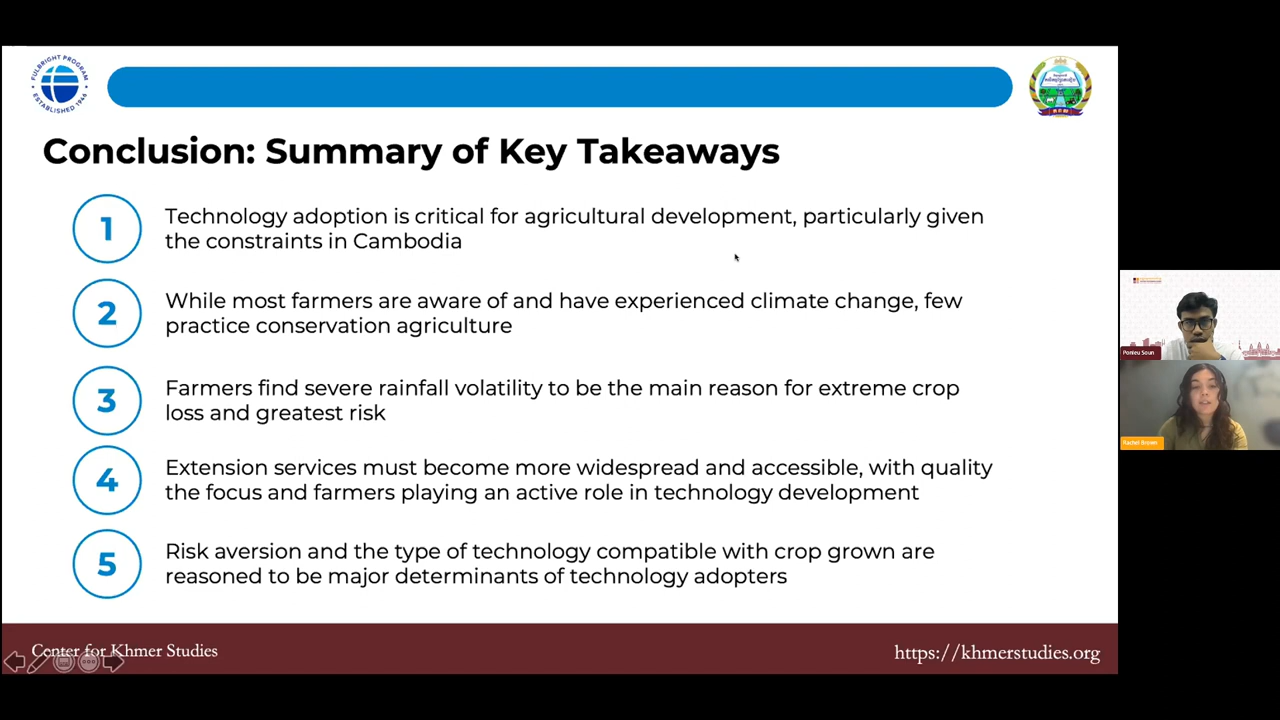 FULBRIGHT PROGRAM
ESTABLISHED 1946
Conclusion: Summary of Key Takeaways
1
Technology adoption is critical for agricultural development, particularly given
the constraints in Cambodia
2
While most farmers are aware of and have experienced climate change, few
practice conservation agriculture
3
Farmers find severe rainfall volatility to be the main reason for extreme crop
loss and greatest risk
4
Extension services must become more widespread and accessible, with quality
the focus and farmers playing an active role in technology development
5
Risk aversion and the type of technology compatible with crop grown are
reasoned to be major determinants of technology adopters
Center for Khmer Studies
https://khmerstudies.org
Ponleu Soun
Rachel Brown